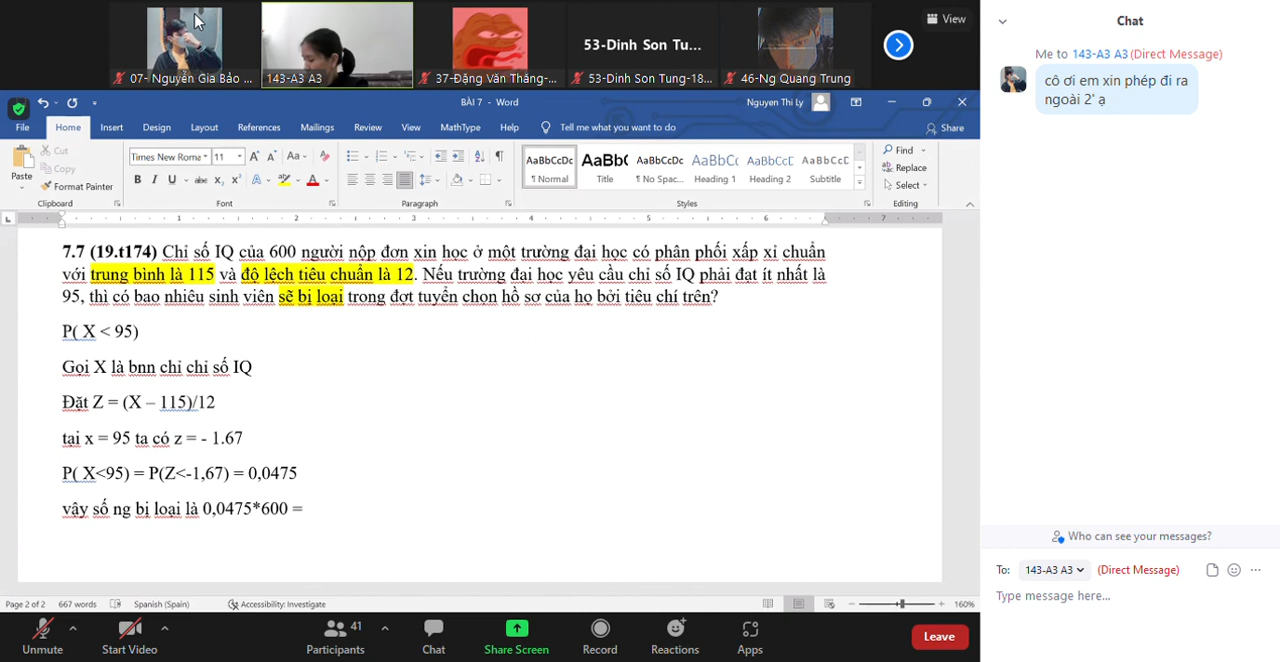 View
07- Nguyễn Gia Bảo ...
143-A3 A3
37-Đặng Văn Thắng-...
53-Dinh Son Tu...
53-Dinh Son Tung-18...
46-Ng Quang Trung
BÀI 7 - Word
Nguyen Thi Ly
File
Home
Insert
Design
Layout
References
Mailings
Review
View
MathType
Help
Tell me what you want to do
Share
Paste
Cut
Copy
Format Painter
Clipboard
Times New Roma
11
Font
Paragraph
AaBbCcDc
¶ Normal
AaBb(
Title
AaBbCcDc
¶ No Spac...
AaBbCc
Heading 1
AaBbCcD
Heading 2
AaBbCcD
Subtitle
Styles
Find
Replace
Select
Editing
1 2 3 4 5 6 7
7.7 (19.t174) Chỉ số IQ của 600 người nộp đơn xin học ở một trường đại học có phân phối xấp xỉ chuẩn
với trung bình là 115 và độ lệch tiêu chuẩn là 12. Nếu trường đại học yêu cầu chỉ số IQ phải đạt ít nhất là
95, thì có bao nhiêu sinh viên sẽ bị loại trong đợt tuyển chọn hồ sơ của họ bởi tiêu chí trên?
P( X < 95)
Gọi X là bnn chỉ chỉ số IQ
Đặt Z = (X – 115)/12
tại x = 95 ta có z = - 1.67
P( X<95) = P(Z<-1,67) = 0,0475
vậy số ng bị loại là 0,0475*600 =
Page 2 of 2
667 words
Spanish (Spain)
Accessibility: Investigate
160%
Unmute
Start Video
41
Participants
Chat
Share Screen
Record
Reactions
Apps
Leave
Chat
Me to 143-A3 A3 (Direct Message)
cô ơi em xin phép đi ra
ngoài 2' ạ
Who can see your messages?
To: 143-A3 A3 (Direct Message)
Type message here...